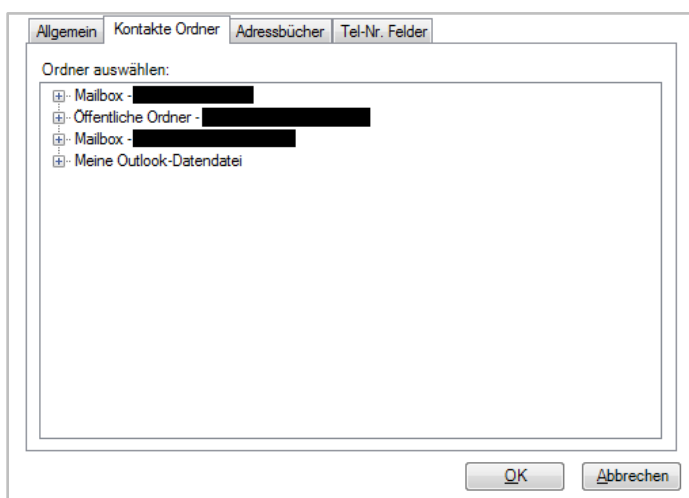 Allgemein Kontakte Ordner Adressbücher Tel-Nr. Felder
Ordner auswählen:
Mailbox -
Öffentliche Ordner -
Mailbox -
Meine Outlook-Datendatei
OK Abbrechen